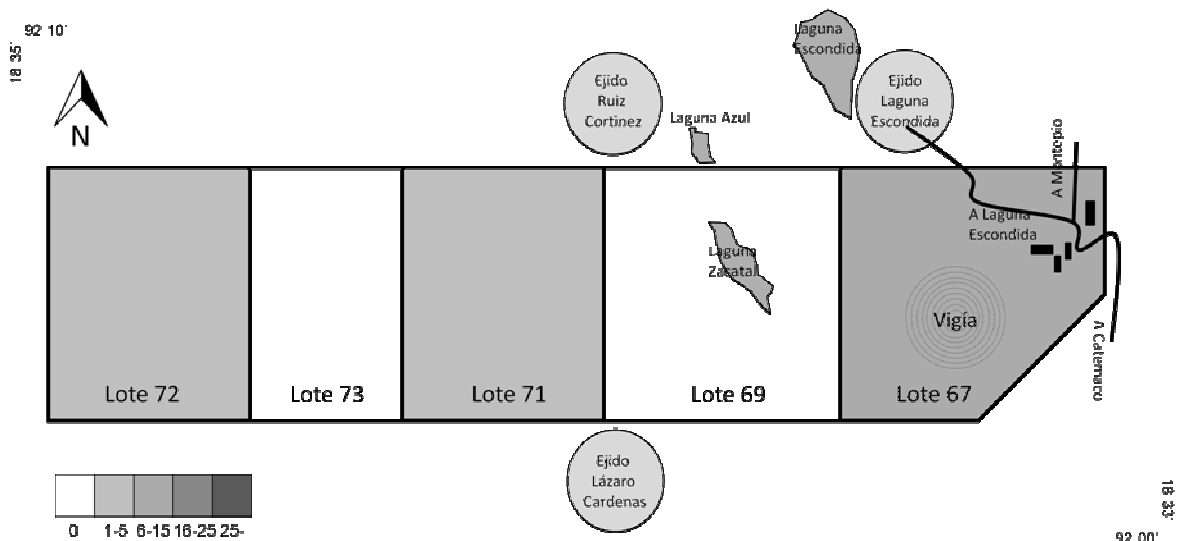 92 10'
18 35'
N
Laguna
Escondida
Ejido
Ruiz
Cortinez
Ejido
Laguna
Escondida
Laguna Azul
A Montepio
A Laguna
Escondida
Laguna
Zacatal
Vigía
A Catemaco
Lote 72
Lote 73
Lote 71
Lote 69
Lote 67
Ejido
Lázaro
Cardenas
0 1-5 6-15 16-25 25-
18 33'
92 00'